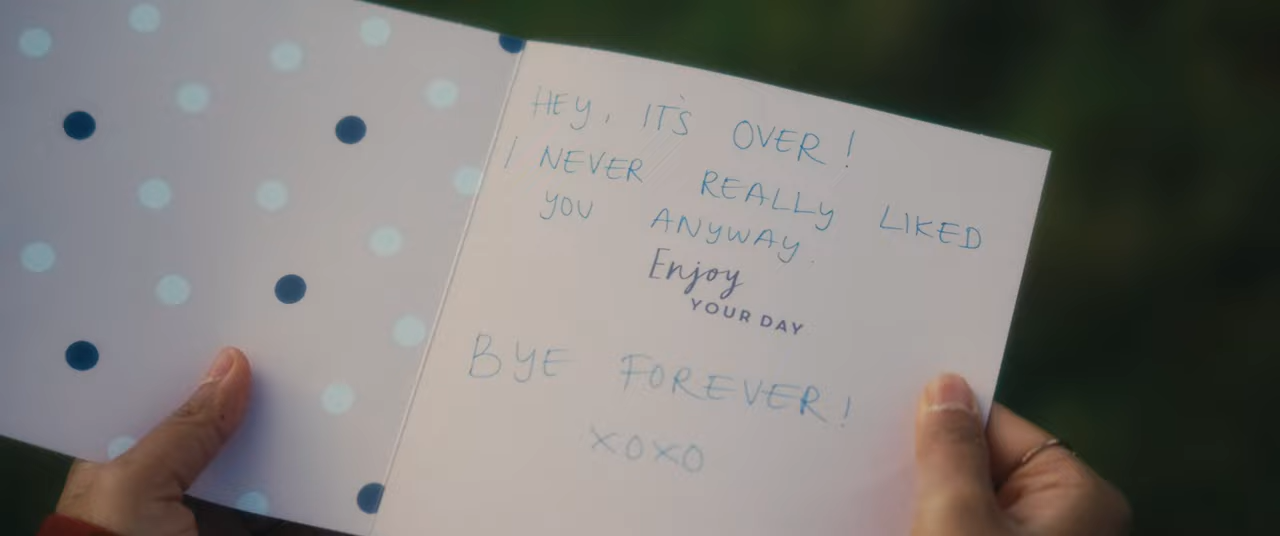 HEY, IT'S OVER!
I NEVER REALLY LIKED
YOU ANYWAY.
Enjoy
YOUR DAY
BYE FOREVER!
XOXO